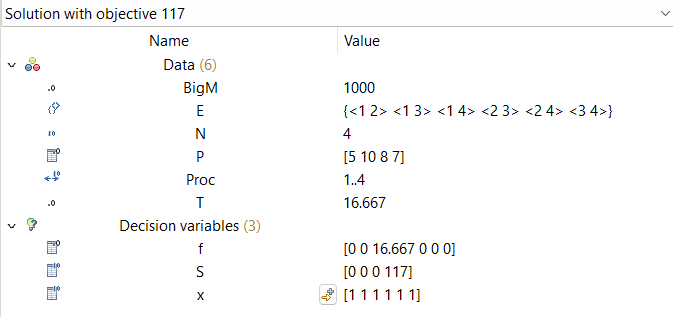 Solution with objective 117
Name Value
Data (6)
BigM 1000
E {<1 2> <1 3> <1 4> <2 3> <2 4> <3 4>}
N 4
P [5 10 8 7]
Proc 1..4
T 16.667
Decision variables (3)
f [0 0 16.667 0 0 0]
S [0 0 0 117]
x [1 1 1 1 1 1]